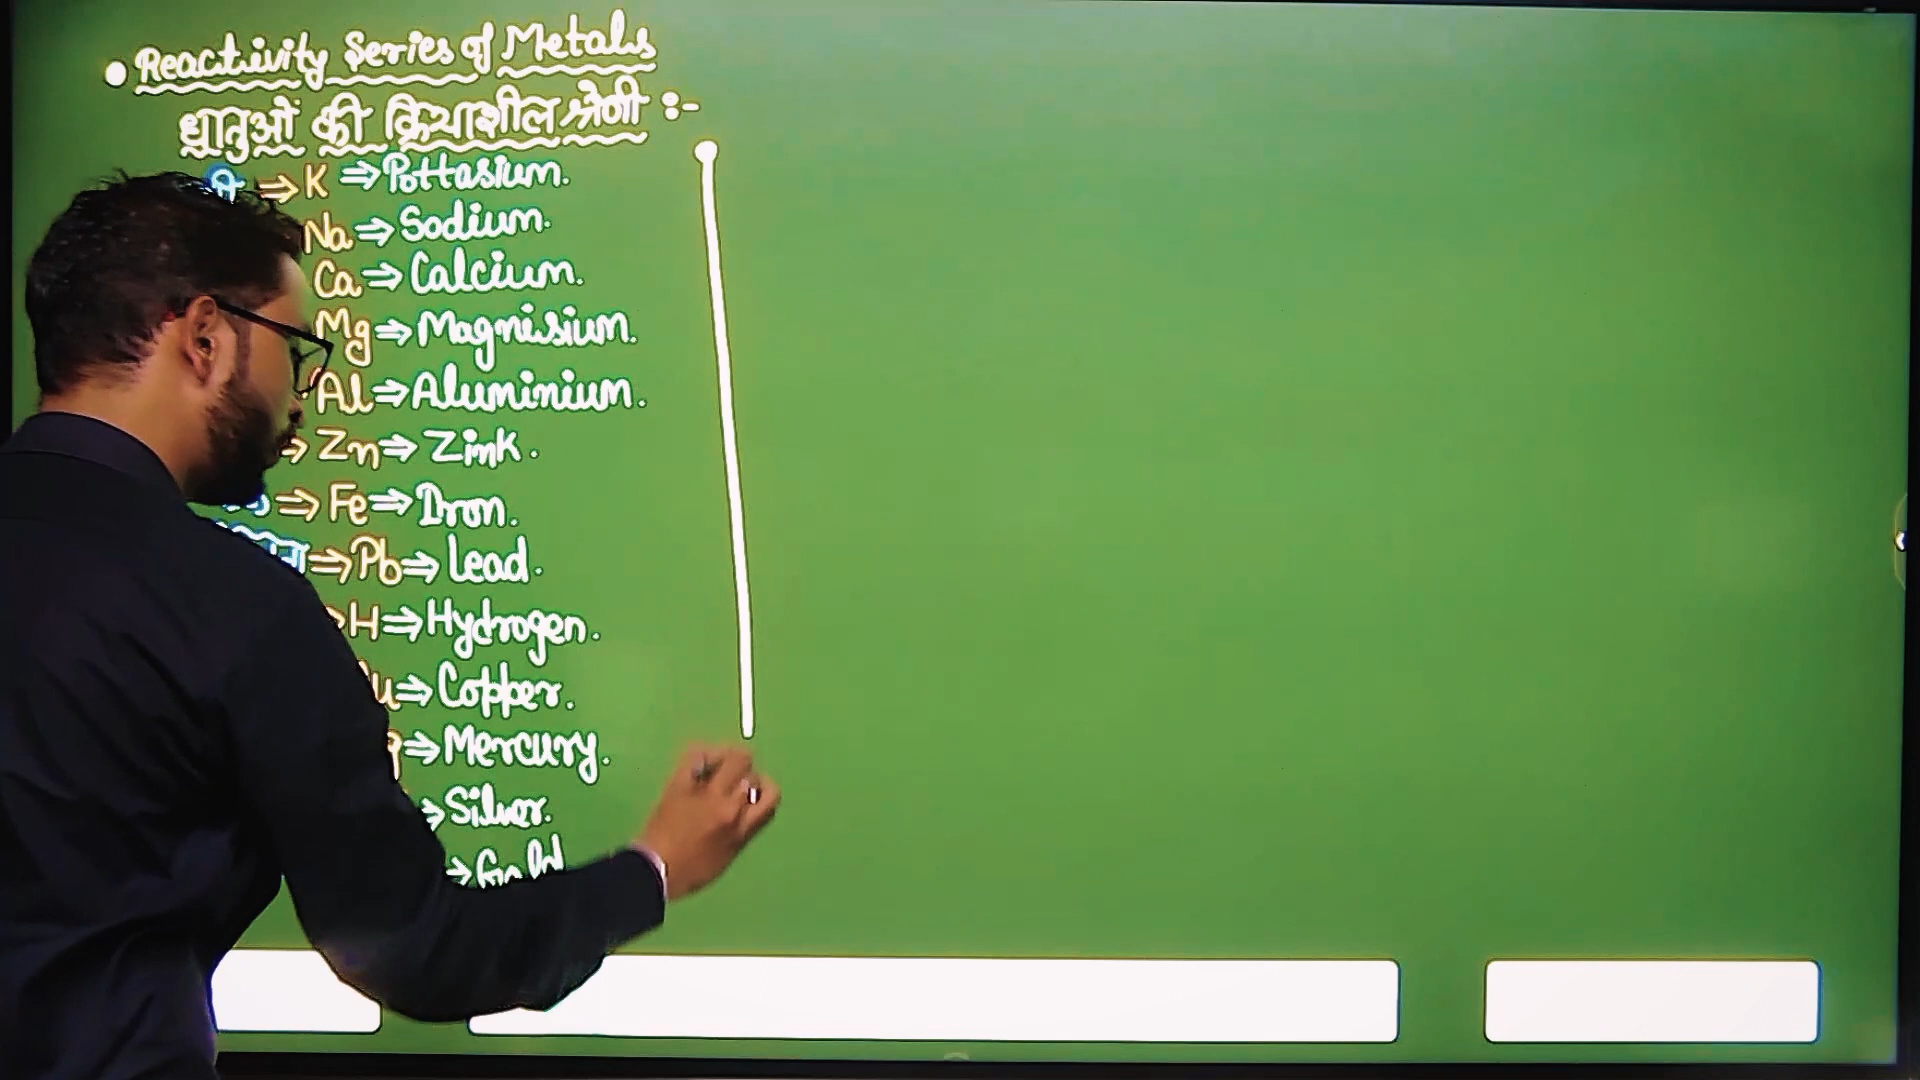 • Reactivity Series of Metals
धातुओं की क्रियाशील श्रेणी :-
⇒ K ⇒ Pottasium.
Na ⇒ Sodium.
Ca ⇒ Calcium.
Mg ⇒ Magnisium.
Al ⇒ Aluminium.
⇒ Zn ⇒ Zink.
⇒ Fe ⇒ Iron.
⇒ Pb ⇒ Lead.
H ⇒ Hydrogen.
u ⇒ Copper.
g ⇒ Mercury.
⇒ Silver.
⇒ Gold